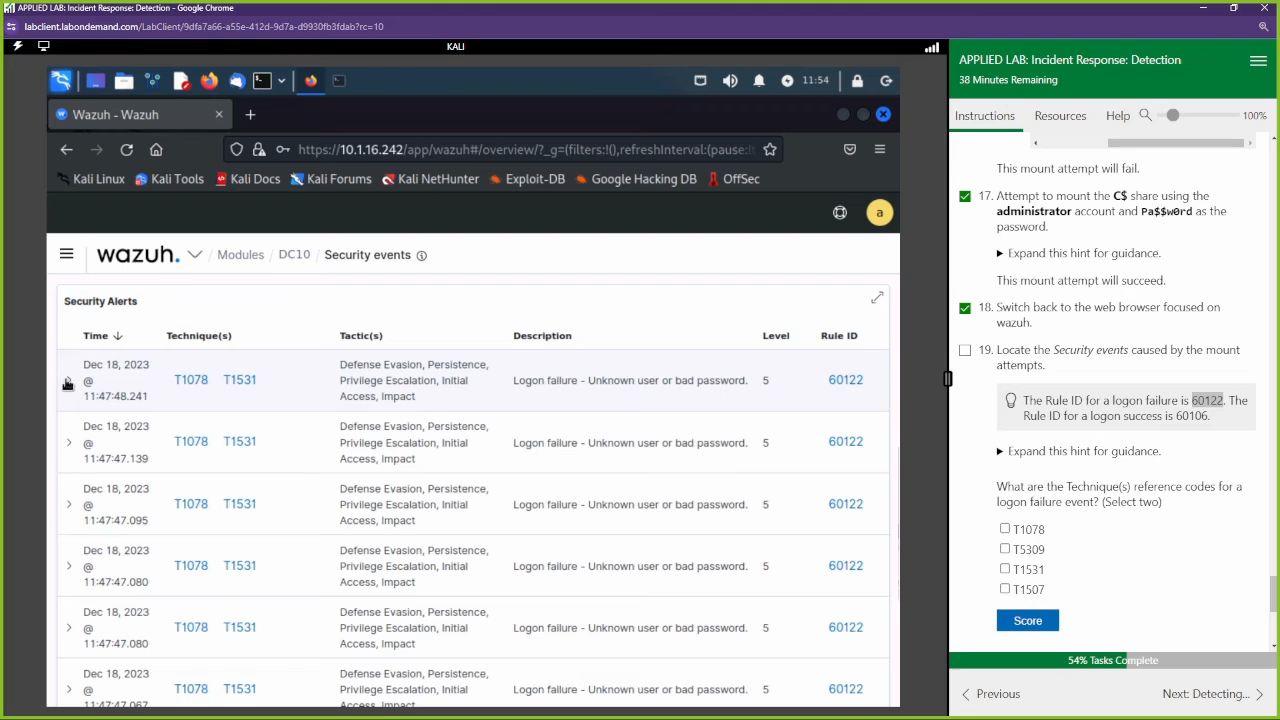 APPLIED LAB: Incident Response: Detection - Google Chrome
labclient.labondemand.com/LabClient/9dfa7a66-a55e-412d-9d7a-d9930fb3fdab?rc=10
KALI
11:54
Wazuh - Wazuh
https://10.1.16.242/app/wazuh#/overview/?_g=(filters:!(),refreshInterval:(pause:
Kali Linux Kali Tools Kali Docs Kali Forums Kali NetHunter Exploit-DB Google Hacking DB OffSec
a
wazuh. / Modules / DC10 / Security events
Security Alerts
Time Technique(s) Tactic(s) Description Level Rule ID
Dec 18, 2023 @ 11:47:48.241 T1078 T1531 Defense Evasion, Persistence, Privilege Escalation, Initial Access, Impact Logon failure - Unknown user or bad password. 5 60122
Dec 18, 2023 @ 11:47:47.139 T1078 T1531 Defense Evasion, Persistence, Privilege Escalation, Initial Access, Impact Logon failure - Unknown user or bad password. 5 60122
Dec 18, 2023 @ 11:47:47.095 T1078 T1531 Defense Evasion, Persistence, Privilege Escalation, Initial Access, Impact Logon failure - Unknown user or bad password. 5 60122
Dec 18, 2023 @ 11:47:47.080 T1078 T1531 Defense Evasion, Persistence, Privilege Escalation, Initial Access, Impact Logon failure - Unknown user or bad password. 5 60122
Dec 18, 2023 @ 11:47:47.080 T1078 T1531 Defense Evasion, Persistence, Privilege Escalation, Initial Access, Impact Logon failure - Unknown user or bad password. 5 60122
Dec 18, 2023 @ 11:47:47.067 T1078 T1531 Defense Evasion, Persistence, Privilege Escalation, Initial Access, Impact Logon failure - Unknown user or bad password. 5 60122
APPLIED LAB: Incident Response: Detection
38 Minutes Remaining
Instructions Resources Help 100%
This mount attempt will fail.
17. Attempt to mount the C$ share using the
administrator account and Pa$$w0rd as the
password.
Expand this hint for guidance.
This mount attempt will succeed.
18. Switch back to the web browser focused on
wazuh.
19. Locate the Security events caused by the mount
attempts.
The Rule ID for a logon failure is 60122. The
Rule ID for a logon success is 60106.
Expand this hint for guidance.
What are the Technique(s) reference codes for a
logon failure event? (Select two)
T1078
T5309
T1531
T1507
Score
54% Tasks Complete
Previous Next: Detecting...